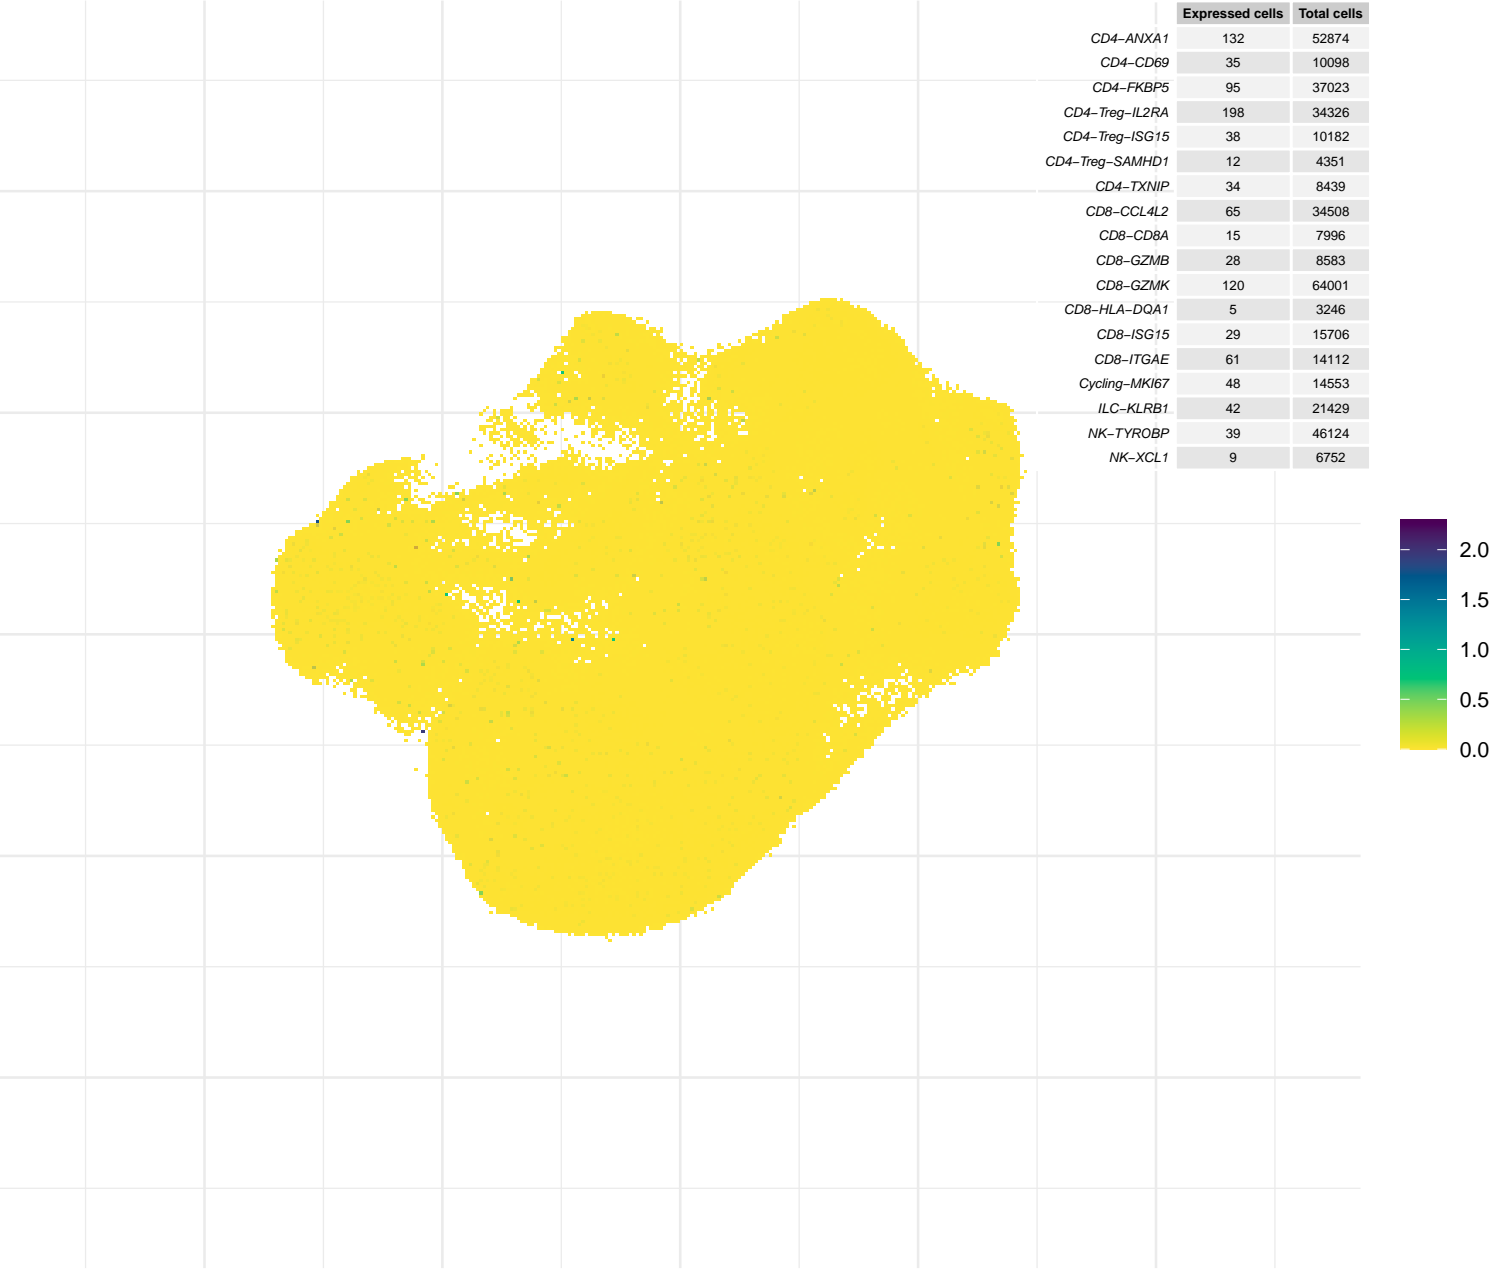 Expressed cells Total cells
CD4−ANXA1 132 52874
CD4−CD69 35 10098
CD4−FKBP5 95 37023
CD4−Treg−IL2RA 198 34326
CD4−Treg−ISG15 38 10182
CD4−Treg−SAMHD1 12 4351
CD4−TXNIP 34 8439
CD8−CCL4L2 65 34508
CD8−CD8A 15 7996
CD8−GZMB 28 8583
CD8−GZMK 120 64001
CD8−HLA−DQA1 5 3246
CD8−ISG15 29 15706
CD8−ITGAE 61 14112
Cycling−MKI67 48 14553
ILC−KLRB1 42 21429
NK−TYROBP 39 46124
NK−XCL1 9 6752
2.0
1.5
1.0
0.5
0.0